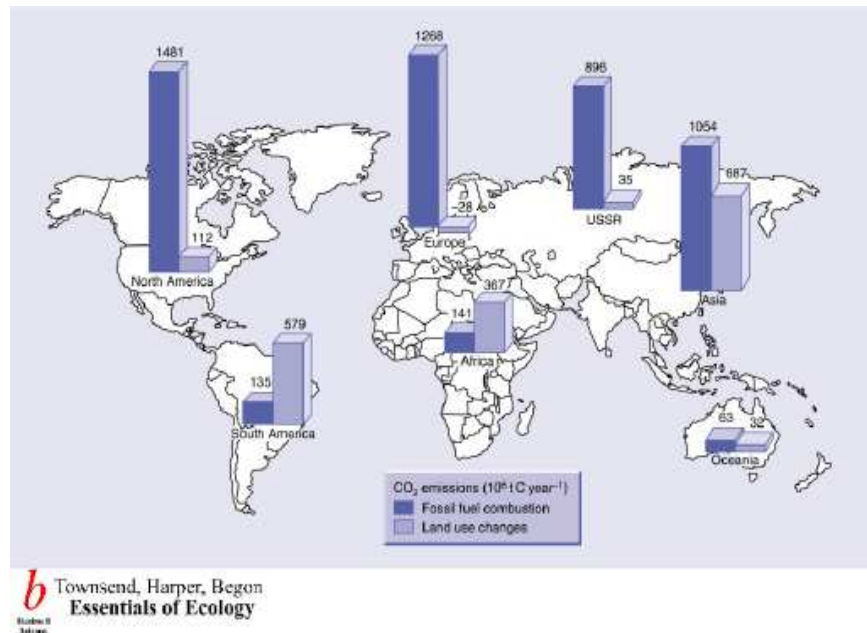 1481
112
North America
1268
-28
Europe
896
35
USSR
1054
687
Asia
141
367
Africa
135
579
South America
63
32
Oceania
CO₂ emissions (10⁶ t C year⁻¹)
Fossil fuel combustion
Land use changes
b
Townsend, Harper, Begon
Essentials of Ecology